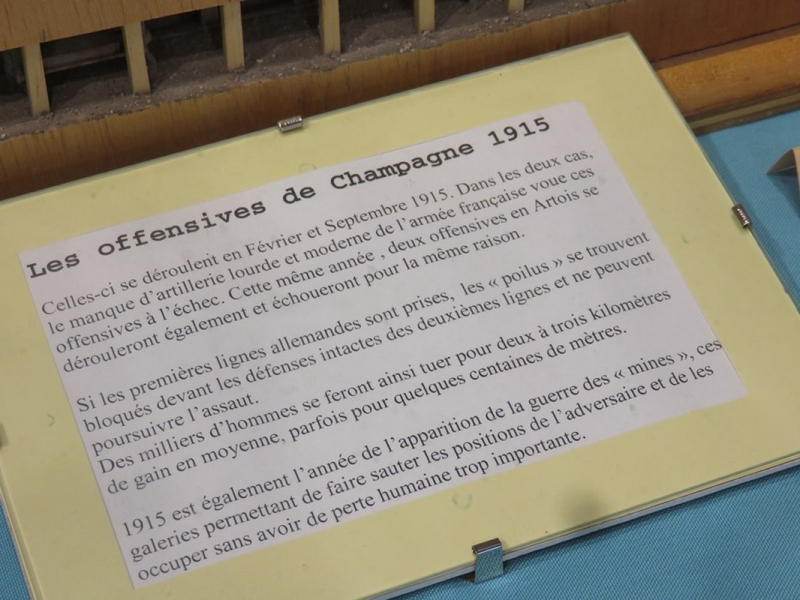 Les offensives de Champagne 1915
Celles-ci se déroulent en Février et Septembre 1915. Dans les deux cas,
le manque d'artillerie lourde et moderne de l'armée française voue ces
offensives à l'échec. Cette même année , deux offensives en Artois se
dérouleront également et échoueront pour la même raison.
Si les premières lignes allemandes sont prises, les « poilus » se trouvent
bloqués devant les défenses intactes des deuxièmes lignes et ne peuvent
poursuivre l'assaut.
Des milliers d'hommes se feront ainsi tuer pour deux à trois kilomètres
de gain en moyenne, parfois pour quelques centaines de mètres.
1915 est également l'année de l'apparition de la guerre des « mines », ces
galeries permettant de faire sauter les positions de l'adversaire et de les
occuper sans avoir de perte humaine trop importante.